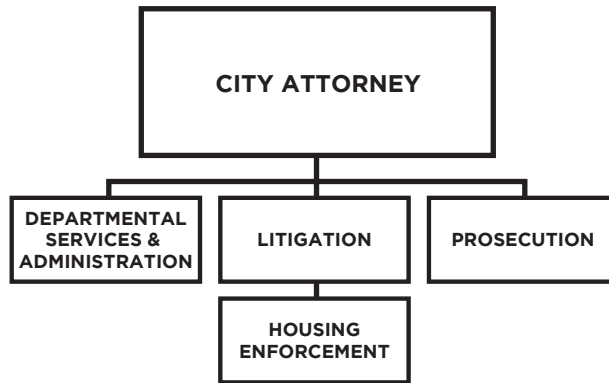 CITY ATTORNEY
DEPARTMENTAL
SERVICES &
ADMINISTRATION
LITIGATION
PROSECUTION
HOUSING
ENFORCEMENT